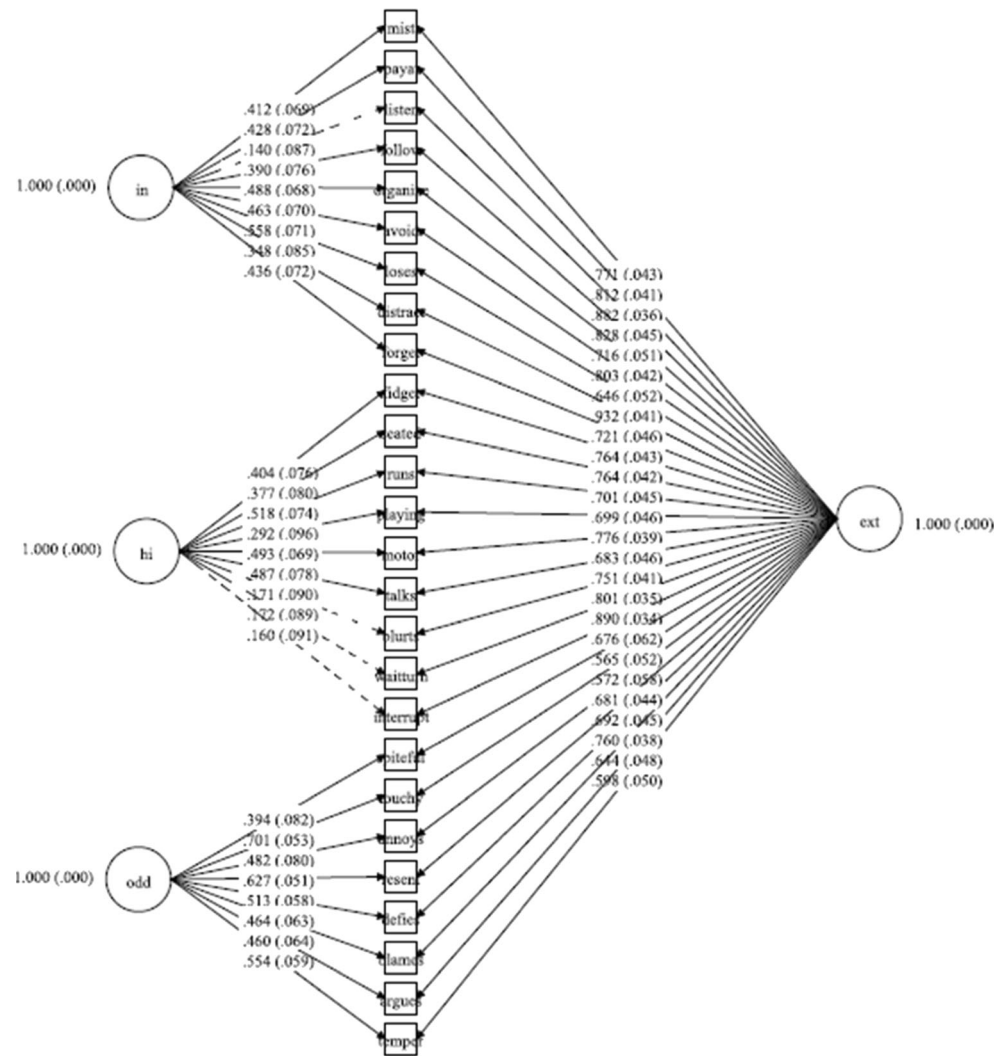 1.000 (.000)
in
.412 (.069)
.428 (.072)
.140 (.087)
.390 (.076)
.488 (.068)
.463 (.070)
.558 (.071)
.348 (.085)
.436 (.072)
1.000 (.000)
hi
.404 (.076)
.377 (.080)
.518 (.074)
.292 (.096)
.493 (.069)
.487 (.078)
.171 (.090)
.172 (.089)
.160 (.091)
1.000 (.000)
odd
.394 (.082)
.701 (.053)
.482 (.080)
.627 (.051)
.513 (.058)
.464 (.063)
.460 (.064)
.554 (.059)
mist
paya
listen
follow
avoid
loses
distrac
forget
fidget
seated
runs
playing
motor
talks
blurts
waitturn
interrupt
spiteful
touchy
annoys
resent
defies
blames
argues
temper
.771 (.043)
.812 (.041)
.882 (.036)
.828 (.045)
.716 (.051)
.803 (.042)
.646 (.052)
.932 (.041)
.721 (.046)
.764 (.043)
.764 (.042)
.701 (.045)
.699 (.046)
.776 (.039)
.683 (.046)
.751 (.041)
.801 (.035)
.890 (.034)
.676 (.062)
.565 (.052)
.572 (.058)
.681 (.044)
.692 (.045)
.760 (.038)
.644 (.048)
.598 (.050)
ext
1.000 (.000)